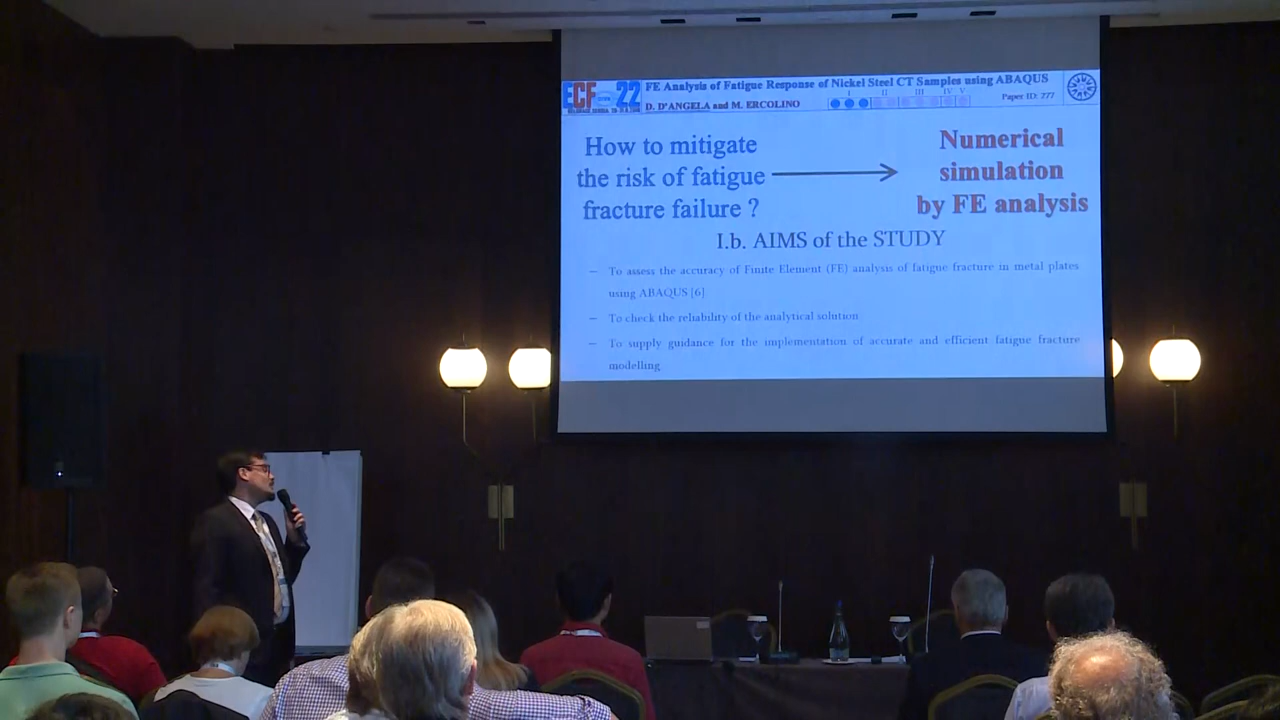 ECF 22 FE Analysis of Fatigue Response of Nickel Steel CT Samples using ABAQUS
I II III IV V
D. D'ANGELA and M. ERCOLINO
Paper ID: 277
How to mitigate
the risk of fatigue
fracture failure ?
Numerical
simulation
by FE analysis
I.b. AIMS of the STUDY
– To assess the accuracy of Finite Element (FE) analysis of fatigue fracture in metal plates
using ABAQUS [6]
– To check the reliability of the analytical solution
– To supply guidance for the implementation of accurate and efficient fatigue fracture
modelling